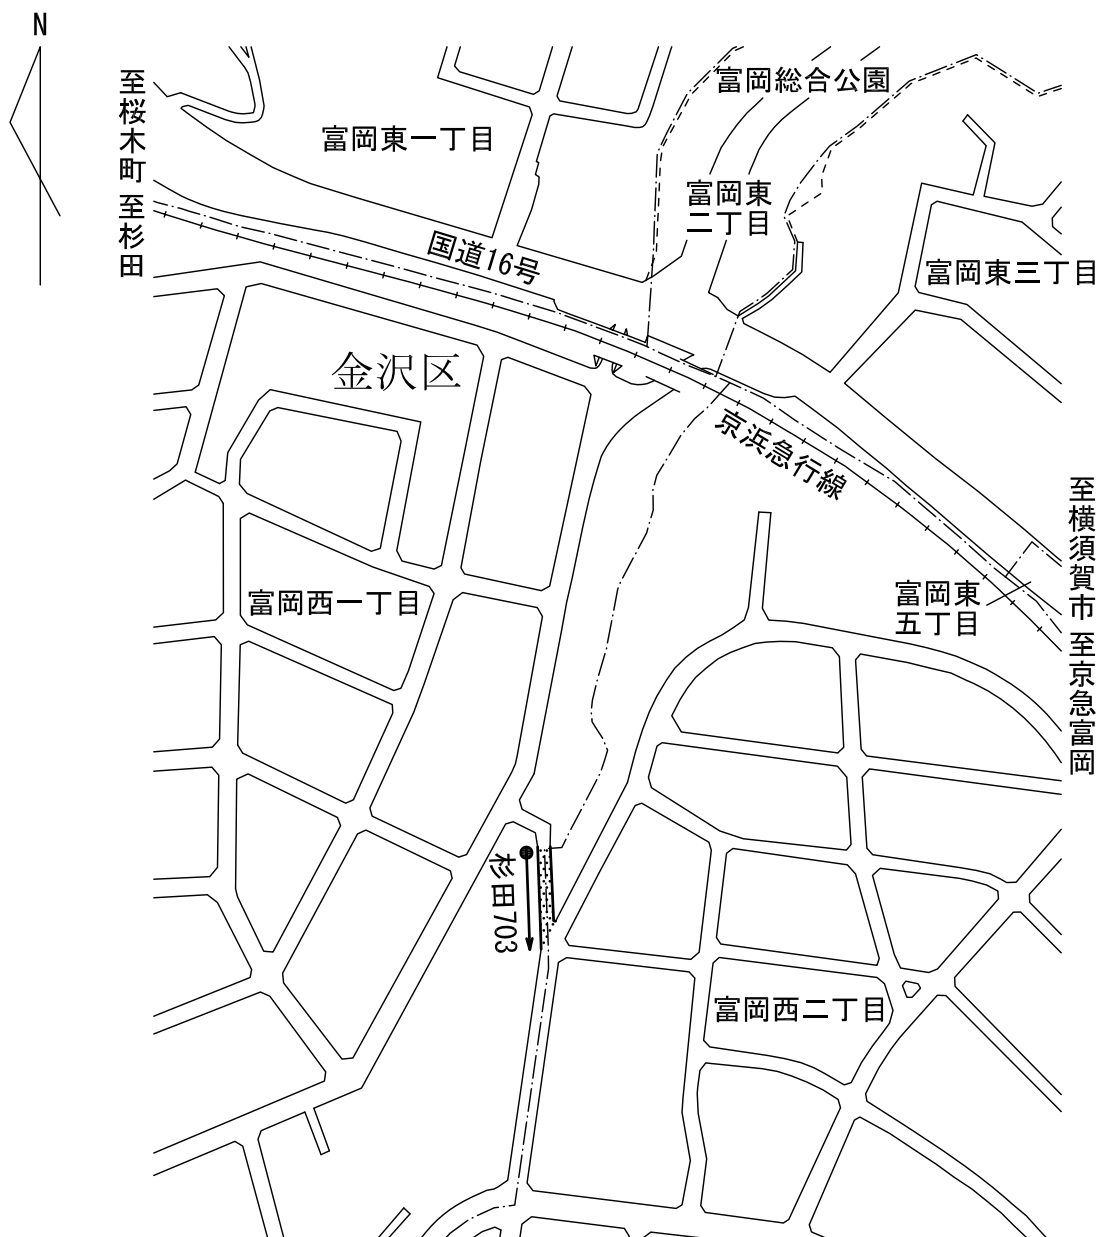 N
至桜木町
至杉田
富岡総合公園
富岡東一丁目
富岡東
二丁目
国道16号
富岡東三丁目
金沢区
京浜急行線
至横須賀市
至京急富岡
富岡東
五丁目
富岡西一丁目
杉田703
富岡西二丁目